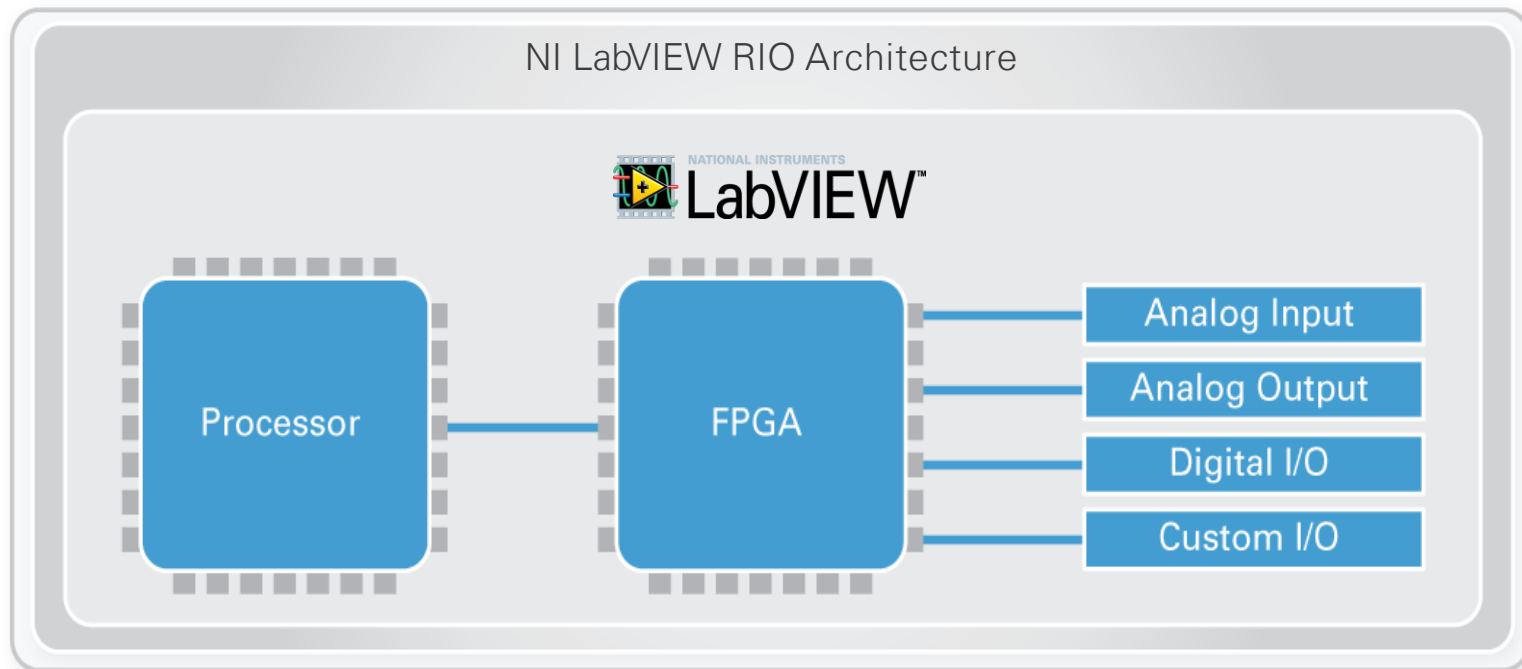 NI LabVIEW RIO Architecture
NATIONAL INSTRUMENTS
LabVIEW™
Processor
FPGA
Analog Input
Analog Output
Digital I/O
Custom I/O